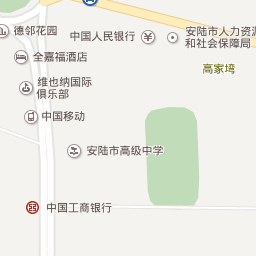 德邻花园
中国人民银行
安陆市人力资源
和社会保障局
全嘉福酒店
高家塆
维也纳国际
俱乐部
中国移动
安陆市高级中学
中国工商银行